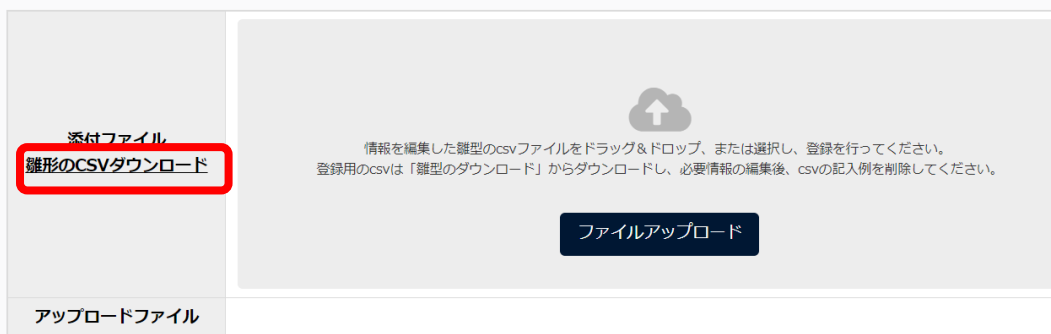 添付ファイル
雛形のCSVダウンロード
情報を編集した雛型のcsvファイルをドラッグ＆ドロップ、または選択し、登録を行ってください。
登録用のcsvは「雛型のダウンロード」からダウンロードし、必要情報の編集後、csvの記入例を削除してください。
ファイルアップロード
アップロードファイル